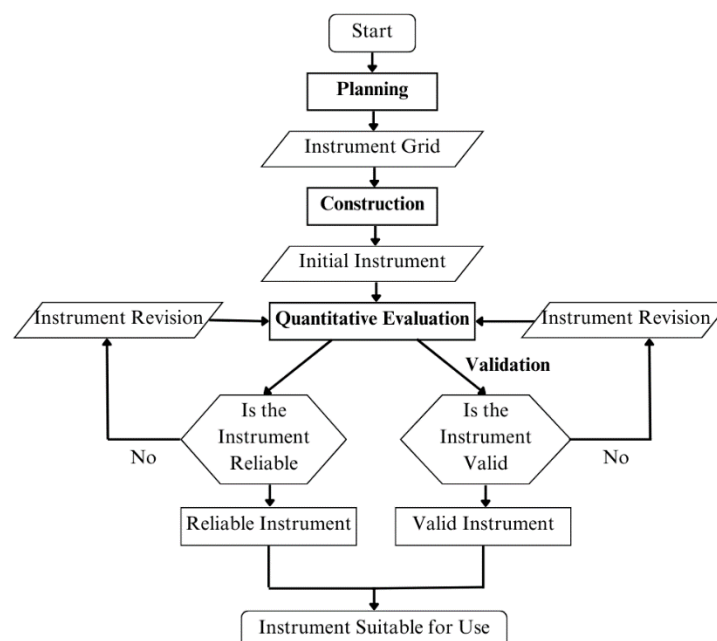 Start
Planning
Instrument Grid
Construction
Initial Instrument
Instrument Revision
Quantitative Evaluation
Instrument Revision
Validation
Is the
Instrument
Reliable
Is the
Instrument
Valid
No
No
Reliable Instrument
Valid Instrument
Instrument Suitable for Use